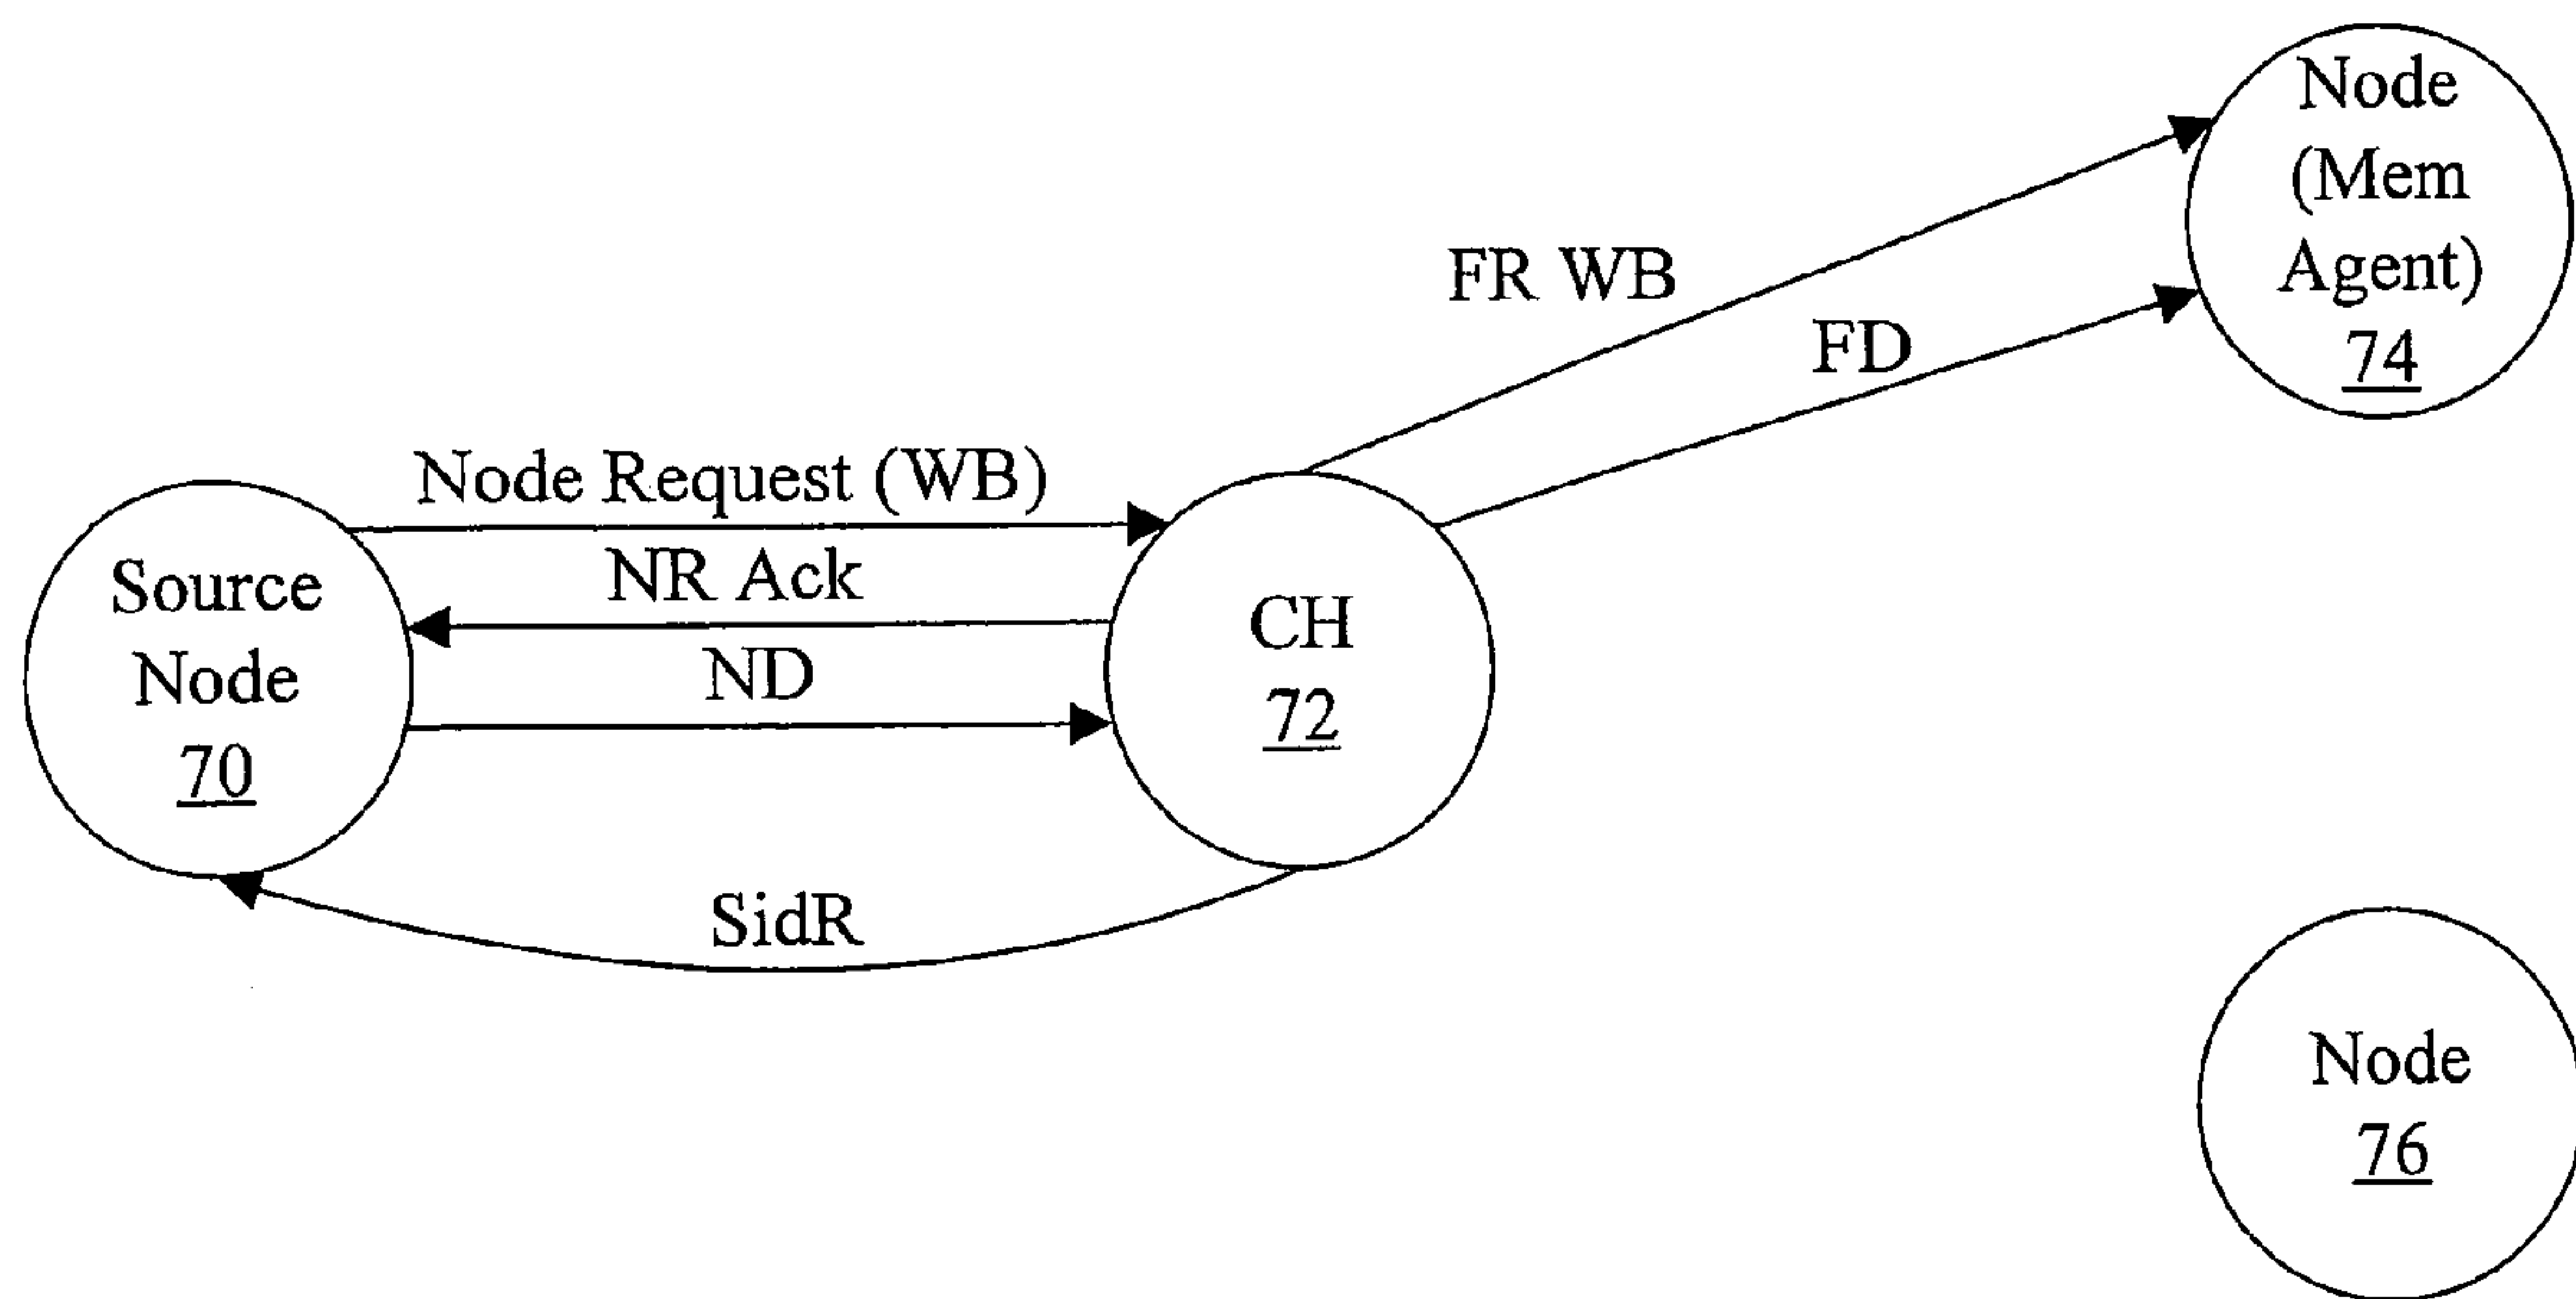 Node
(Mem
Agent)
74
FR WB
FD
Node Request (WB)
NR Ack
ND
Source
Node
70
CH
72
SidR
Node
76